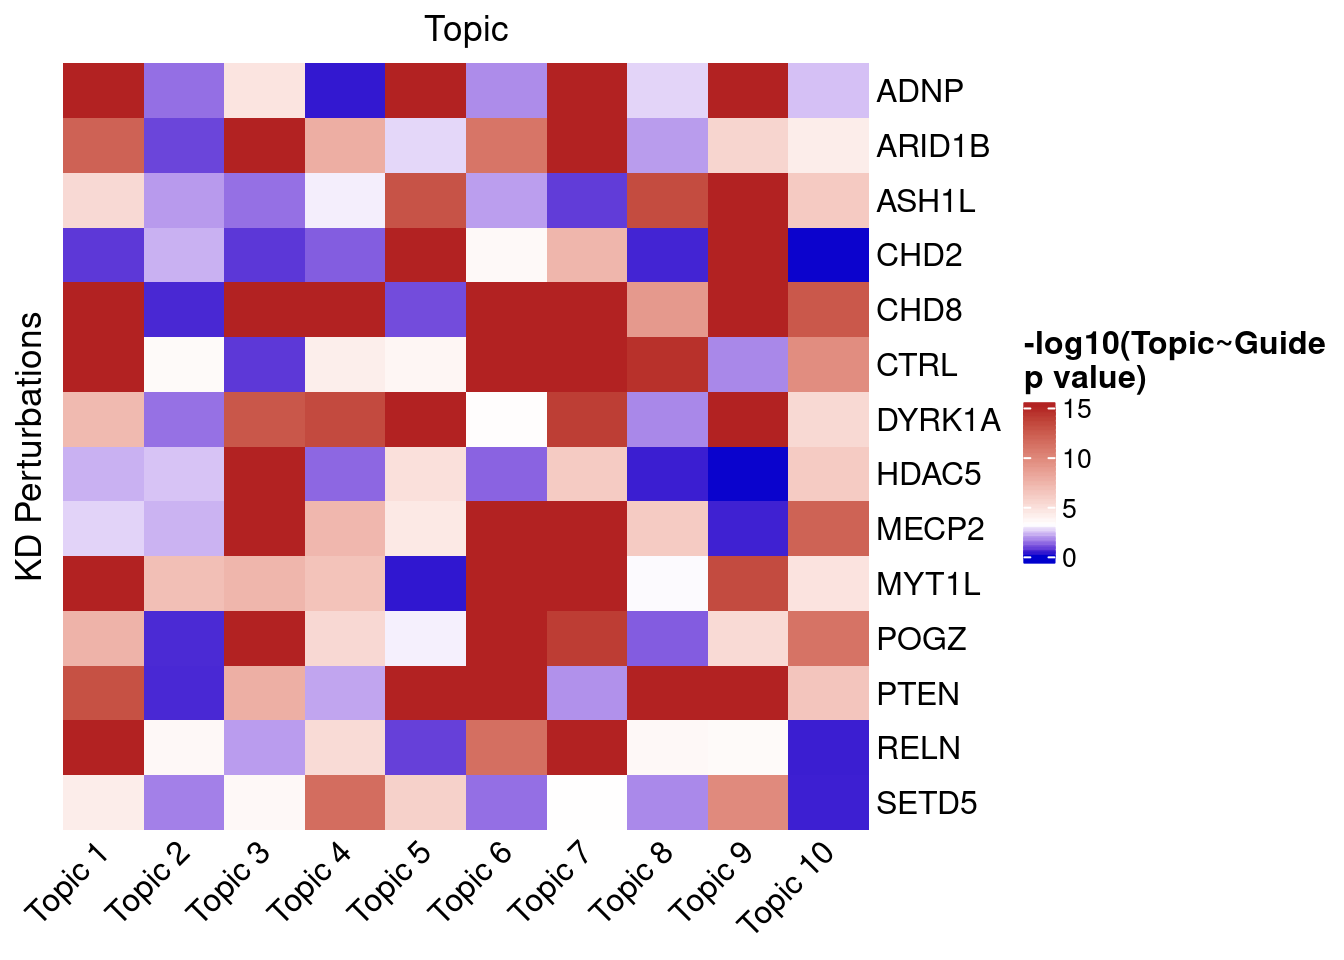 Topic
ADNP
ARID1B
ASH1L
CHD2
CHD8
CTRL
DYRK1A
HDAC5
MECP2
MYT1L
POGZ
PTEN
RELN
SETD5
KD Perturbations
Topic 1
Topic 2
Topic 3
Topic 4
Topic 5
Topic 6
Topic 7
Topic 8
Topic 9
Topic 10
-log10(Topic~Guide
p value)
15
10
5
0